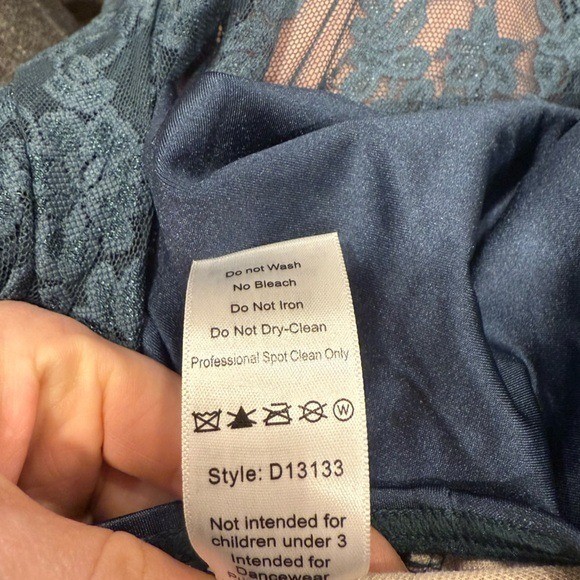 Do not Wash
No Bleach
Do Not Iron
Do Not Dry-Clean
Professional Spot Clean Only
W
Style: D13133
Not intended for
children under 3
Intended for
Dancewear